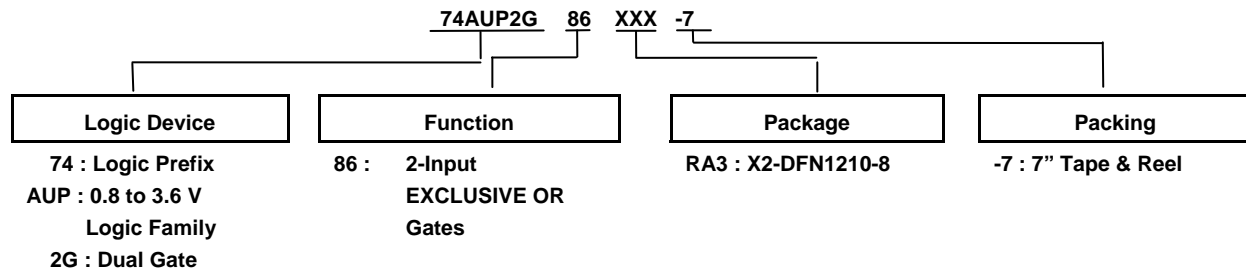 74AUP2G 86 XXX -7
Logic Device
74 : Logic Prefix
AUP : 0.8 to 3.6 V
Logic Family
2G : Dual Gate
Function
86 : 2-Input
EXCLUSIVE OR
Gates
Package
RA3 : X2-DFN1210-8
Packing
-7 : 7” Tape & Reel